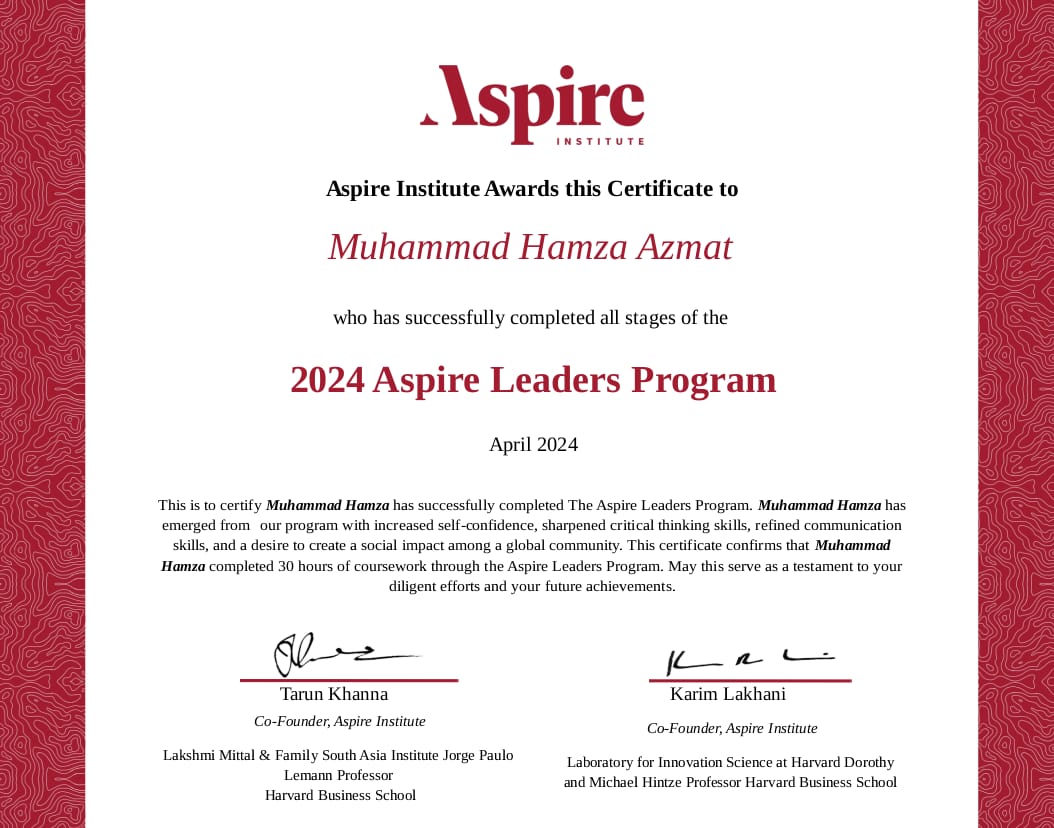 Aspire
INSTITUTE
Aspire Institute Awards this Certificate to
Muhammad Hamza Azmat
who has successfully completed all stages of the
2024 Aspire Leaders Program
April 2024
This is to certify Muhammad Hamza has successfully completed The Aspire Leaders Program. Muhammad Hamza has
emerged from our program with increased self-confidence, sharpened critical thinking skills, refined communication
skills, and a desire to create a social impact among a global community. This certificate confirms that Muhammad
Hamza completed 30 hours of coursework through the Aspire Leaders Program. May this serve as a testament to your
diligent efforts and your future achievements.
Tarun Khanna
Co-Founder, Aspire Institute
Lakshmi Mittal & Family South Asia Institute Jorge Paulo
Lemann Professor
Harvard Business School
Karim Lakhani
Co-Founder, Aspire Institute
Laboratory for Innovation Science at Harvard Dorothy
and Michael Hintze Professor Harvard Business School